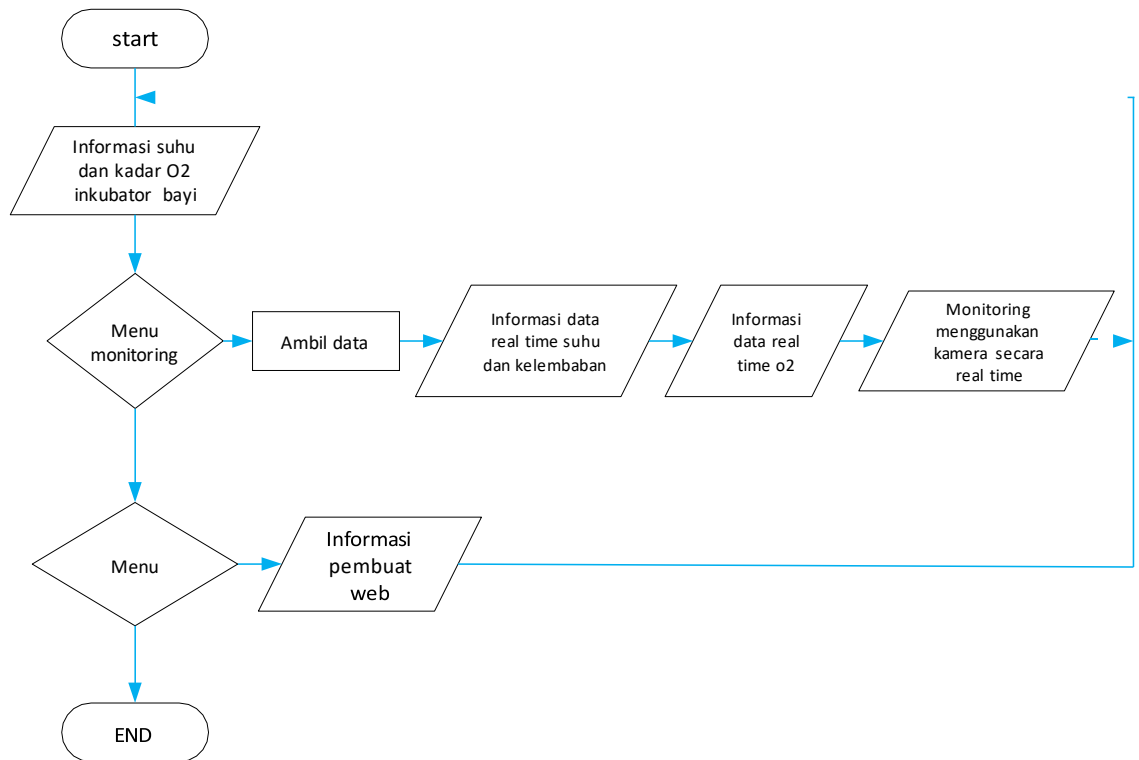 start
Informasi suhu
dan kadar O2
inkubator bayi
Menu
monitoring
Ambil data
Informasi data
real time suhu
dan kelembaban
Informasi
data real
time o2
Monitoring
menggunakan
kamera secara
real time
Menu
Informasi
pembuat
web
END